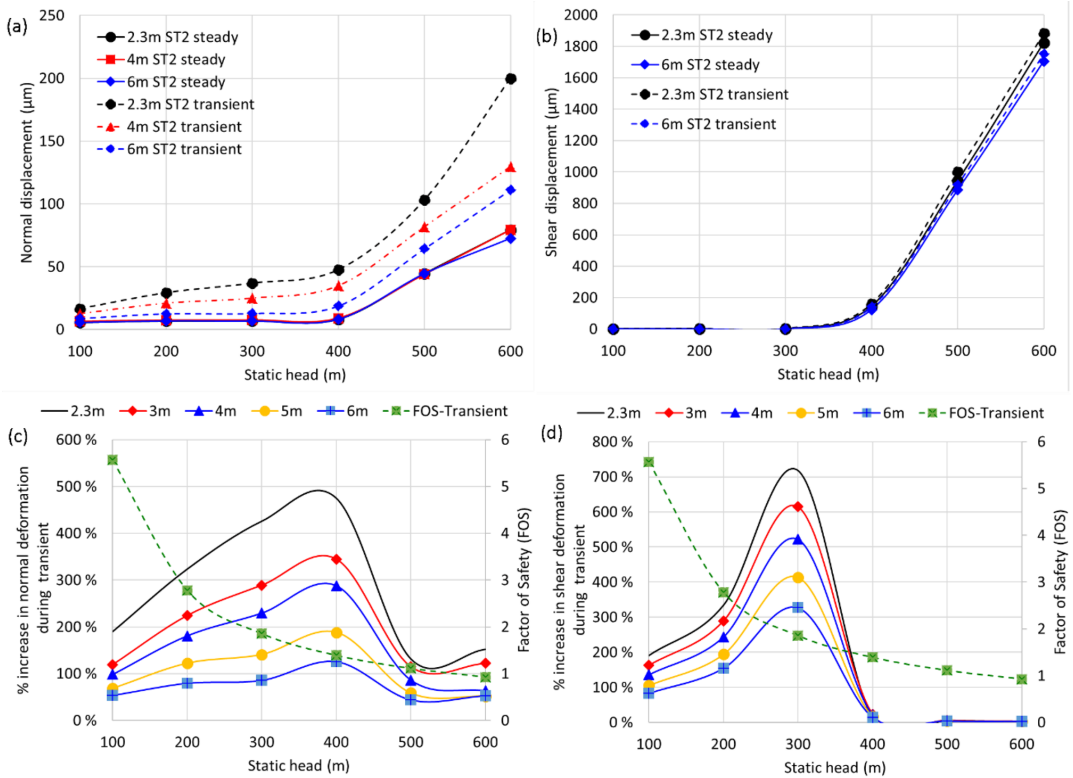 (a)
Normal displacement (µm)
250
200
150
100
50
0
2.3m ST2 steady
4m ST2 steady
6m ST2 steady
2.3m ST2 transient
4m ST2 transient
6m ST2 transient
100 200 300 400 500 600
Static head (m)
(b)
Shear displacement (µm)
2000
1800
1600
1400
1200
1000
800
600
400
200
0
2.3m ST2 steady
6m ST2 steady
2.3m ST2 transient
6m ST2 transient
100 200 300 400 500 600
Static head (m)
2.3m 3m 4m 5m 6m FOS-Transient
(c)
% increase in normal deformation
during transient
600 %
500 %
400 %
300 %
200 %
100 %
0 %
6
5
4
3
2
1
0
Factor of Safety (FOS)
100 200 300 400 500 600
Static head (m)
2.3m 3m 4m 5m 6m FOS-Transient
(d)
% increase in shear deformation
during transient
800 %
700 %
600 %
500 %
400 %
300 %
200 %
100 %
0 %
6
5
4
3
2
1
0
Factor of Safety (FOS)
100 200 300 400 500 600
Static head (m)